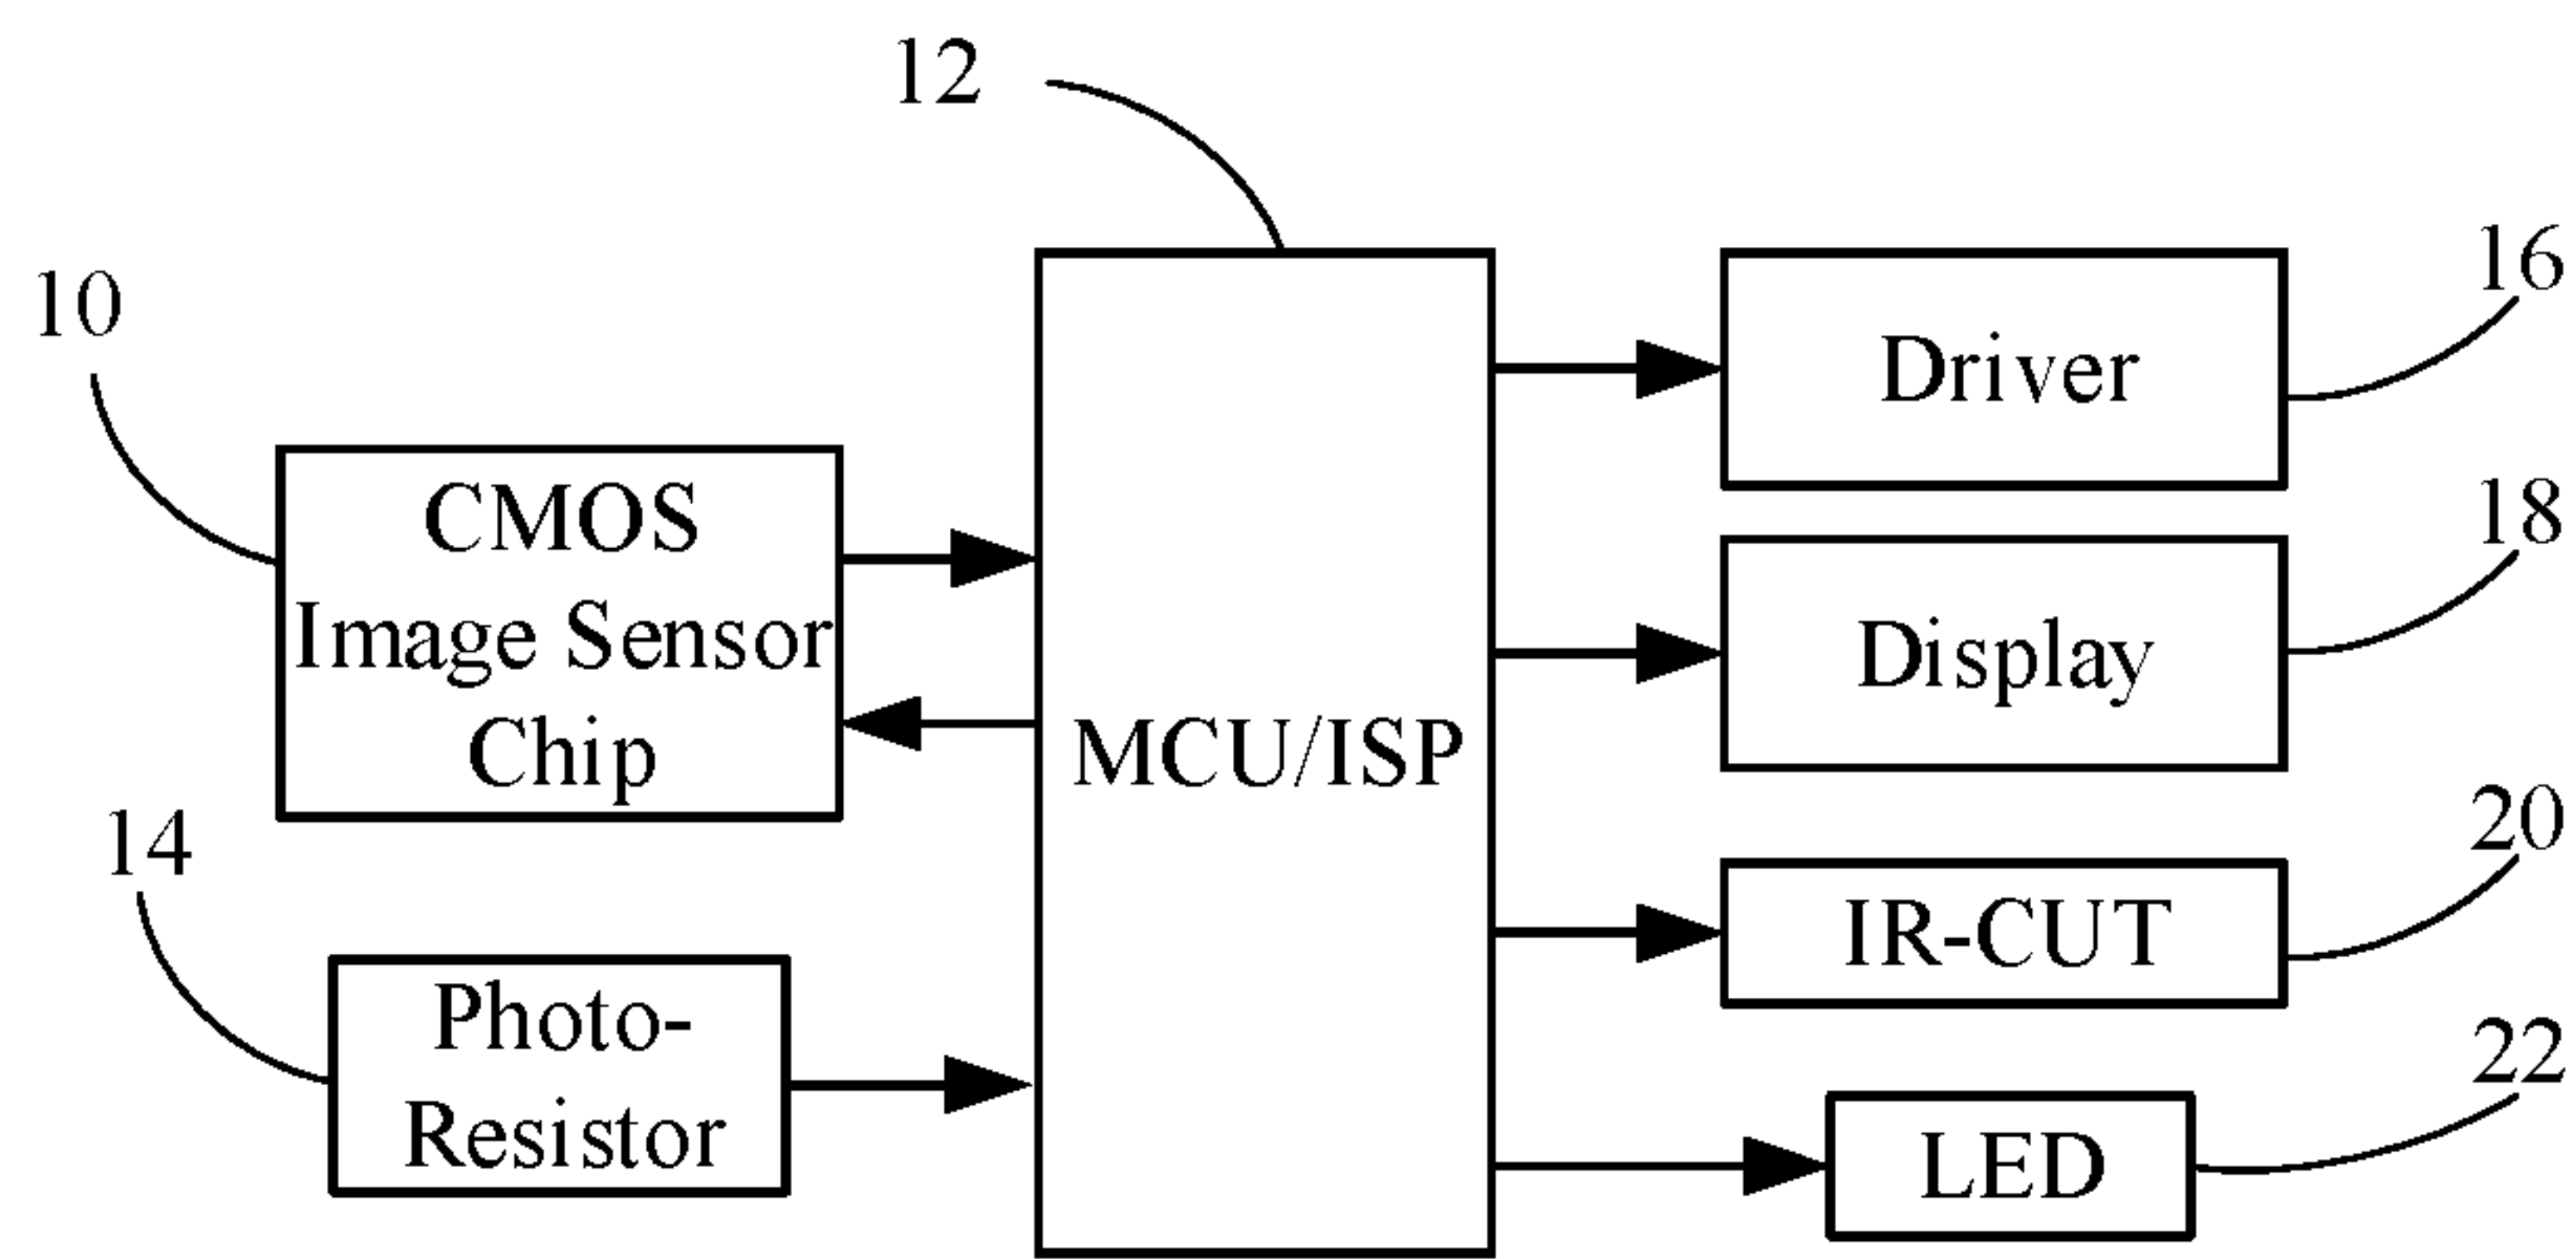 12
10
16
Driver
CMOS
Image Sensor
Chip
18
Display
MCU/ISP
14
20
IR-CUT
Photo-
Resistor
22
LED